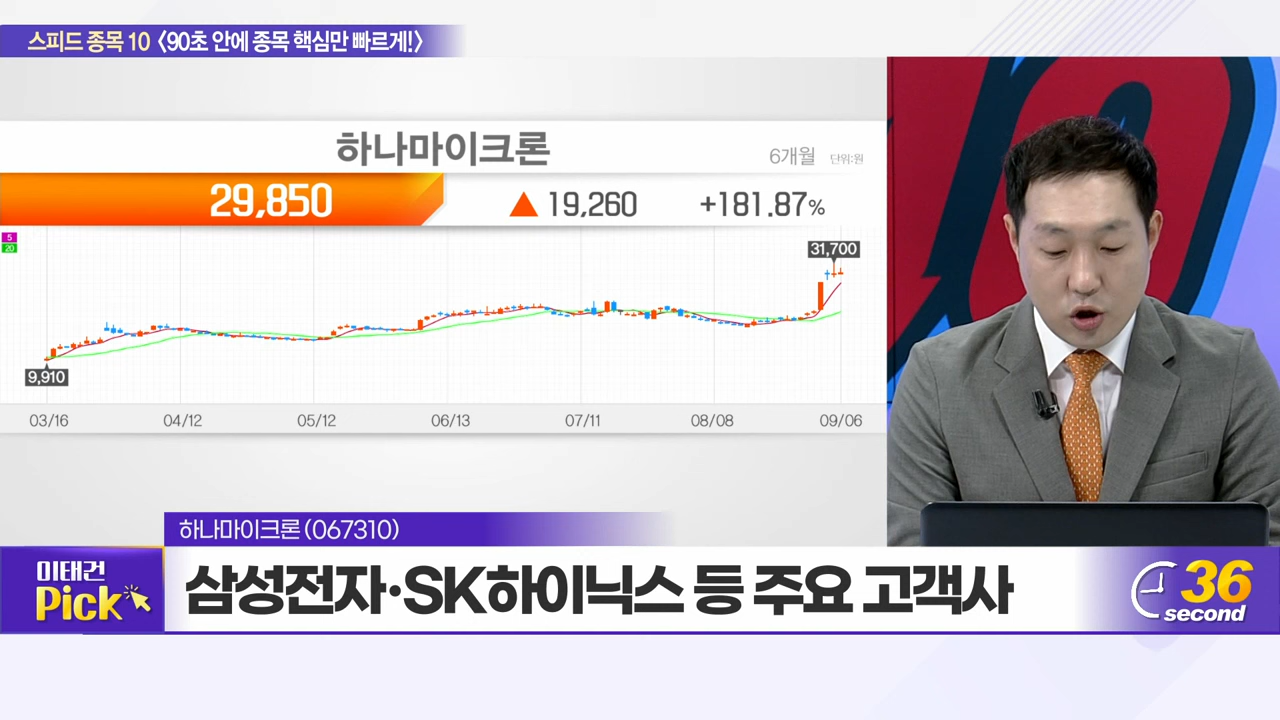 스피드 종목 10 〈90초 안에 종목 핵심만 빠르게!〉
하나마이크론
6개월 단위:원
29,850 ▲ 19,260 +181.87%
5
20
31,700
9,910
03/16 04/12 05/12 06/13 07/11 08/08 09/06
하나마이크론 (067310)
이태건
Pick
삼성전자·SK하이닉스 등 주요 고객사
36
second